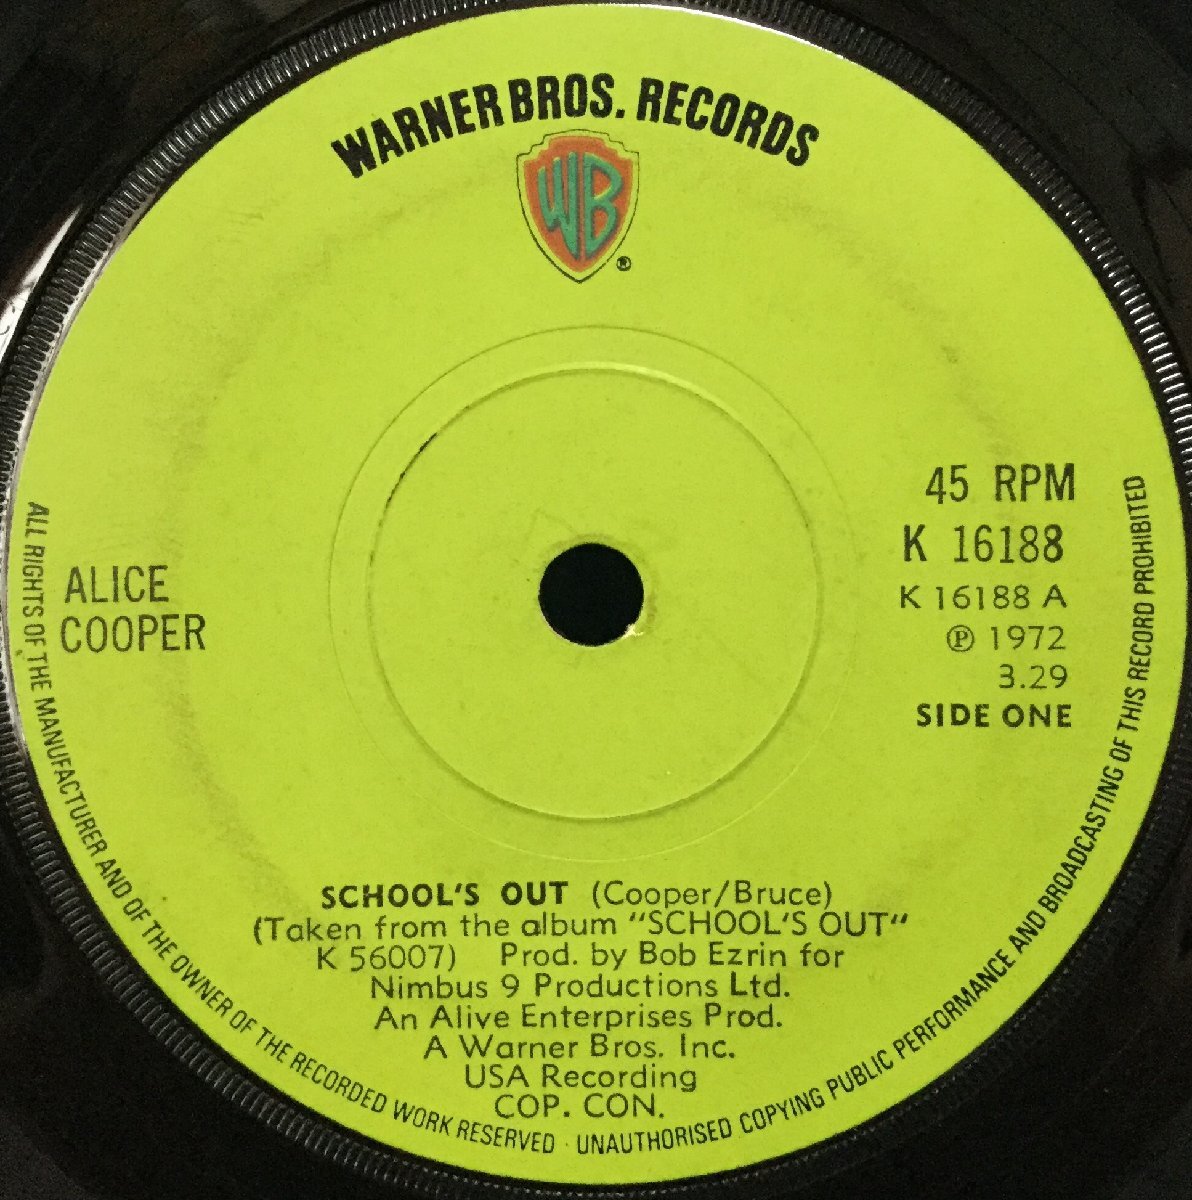 WARNER BROS. RECORDS
WB
®
45 RPM
K 16188
K 16188 A
℗ 1972
3.29
SIDE ONE
ALICE
COOPER
SCHOOL'S OUT (Cooper/Bruce)
(Taken from the album "SCHOOL'S OUT"
K 56007) Prod. by Bob Ezrin for
Nimbus 9 Productions Ltd.
An Alive Enterprises Prod.
A Warner Bros. Inc.
USA Recording
COP. CON.
ALL RIGHTS OF THE MANUFACTURER AND OF THE OWNER OF THE RECORDED WORK RESERVED · UNAUTHORISED COPYING PUBLIC PERFORMANCE AND BROADCASTING OF THIS RECORD PROHIBITED